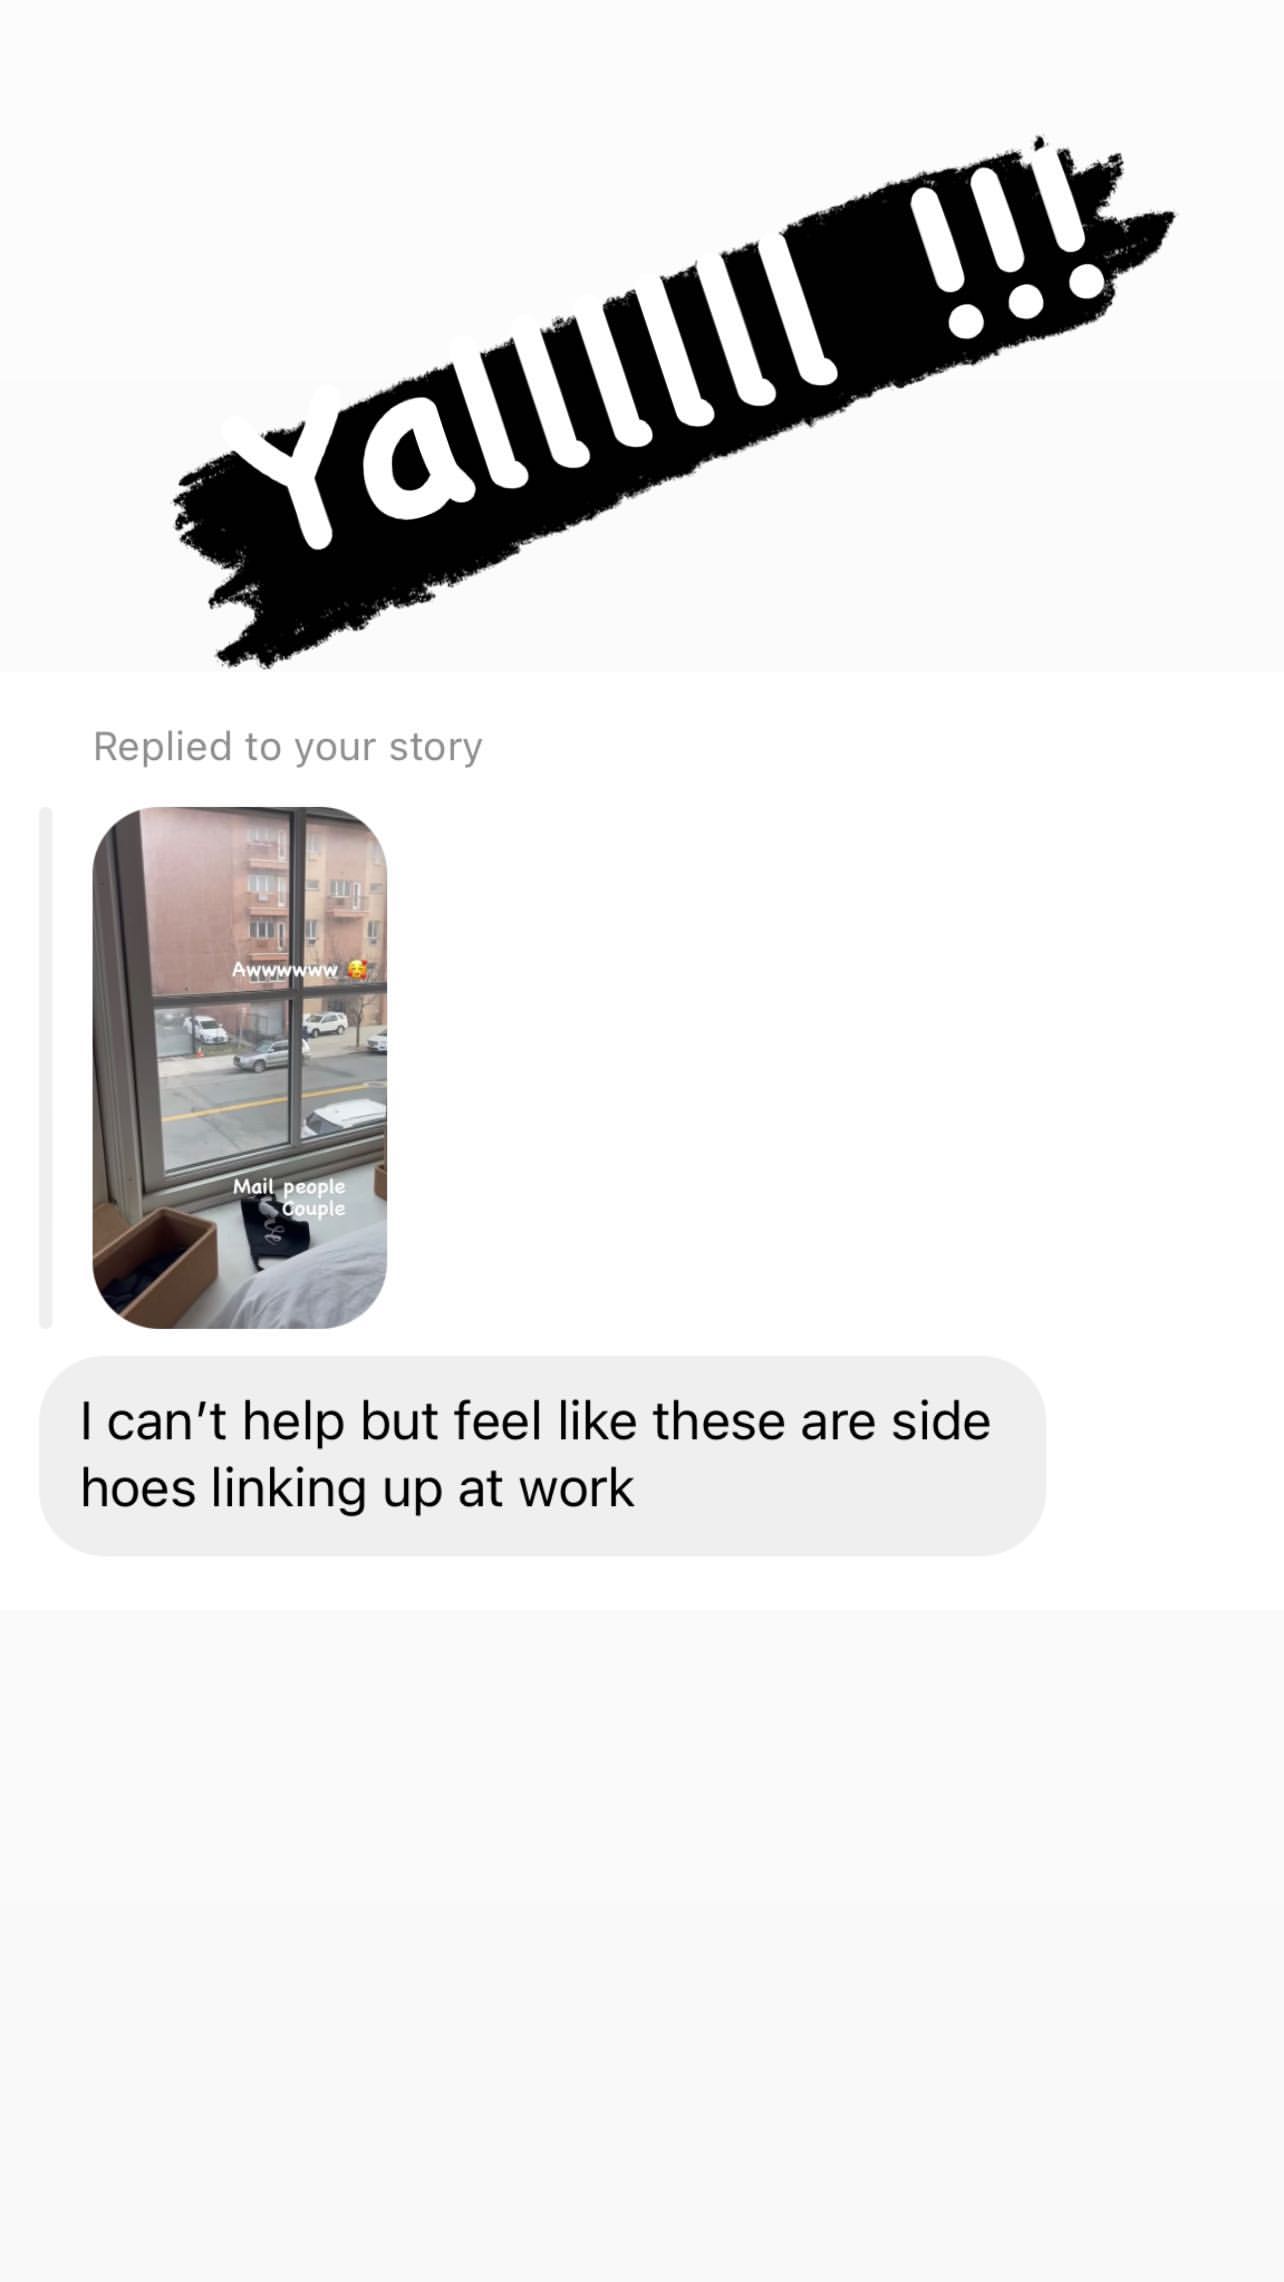 Yallllll !!!
Replied to your story
Awwwwww 🥰
Mail people
Couple
I can't help but feel like these are side
hoes linking up at work